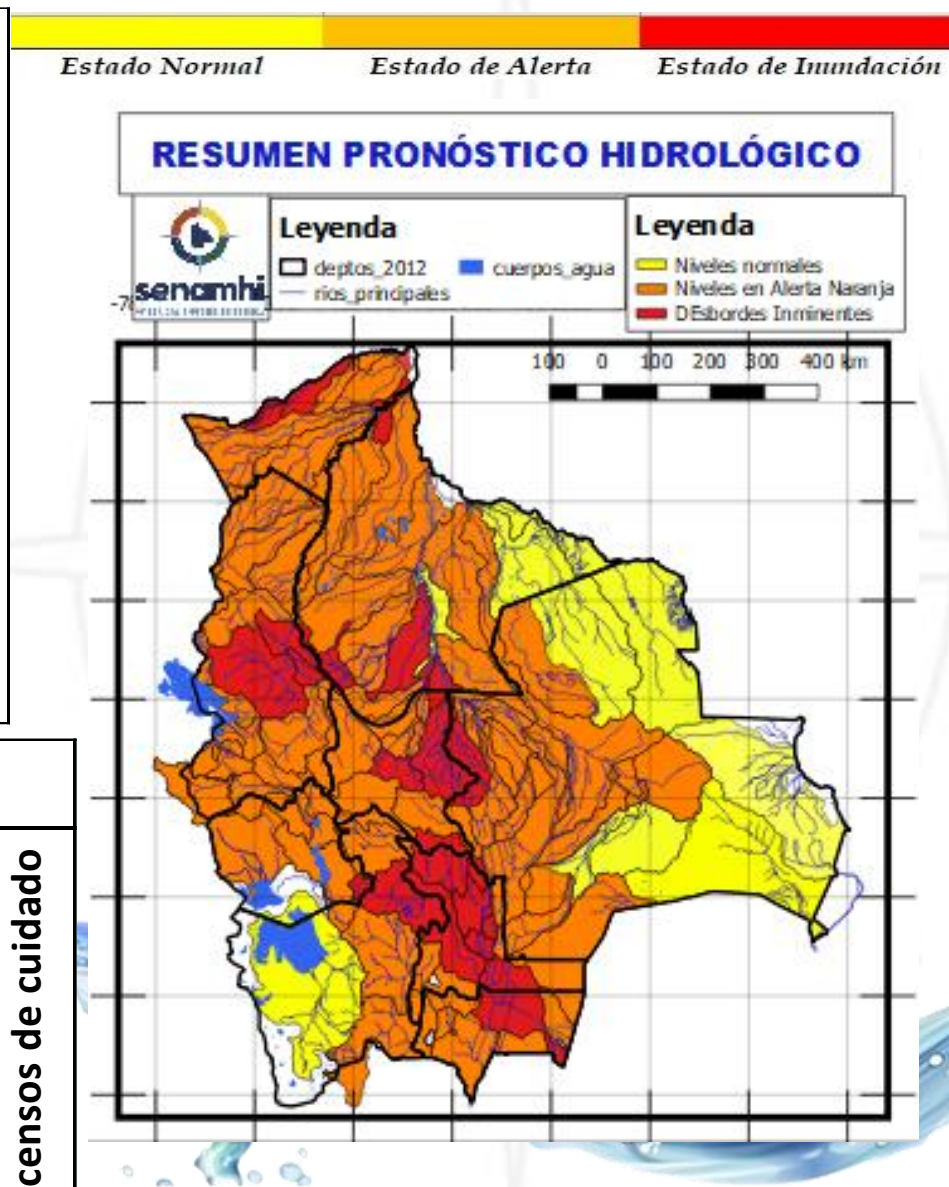 Estado Normal Estado de Alerta Estado de Inundación
RESUMEN PRONÓSTICO HIDROLÓGICO
senamhi
Leyenda
deptos_2012 cuerpos_agua
rios_principales
Leyenda
Niveles normales
Niveles en Alerta Naranja
DEsbordes Inminentes
100 0 100 200 300 400 km
censos de cuidado